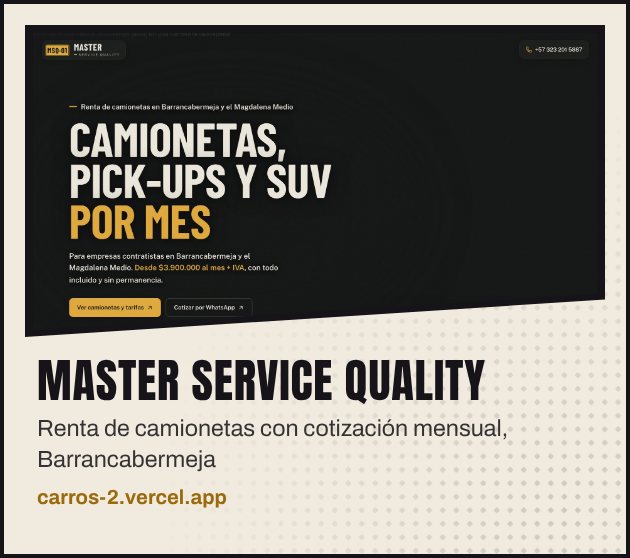 MSQ-01 MASTER
SERVICE QUALITY
+57 323 201 5887
Renta de camionetas en Barrancabermeja y el Magdalena Medio
CAMIONETAS,
PICK-UPS Y SUV
POR MES
Para empresas contratistas en Barrancabermeja y el
Magdalena Medio. Desde $3.900.000 al mes + IVA, con todo
incluido y sin permanencia.
Ver camionetas y tarifas ↗
Cotizar por WhatsApp ↗
MASTER SERVICE QUALITY
Renta de camionetas con cotización mensual,
Barrancabermeja
carros-2.vercel.app